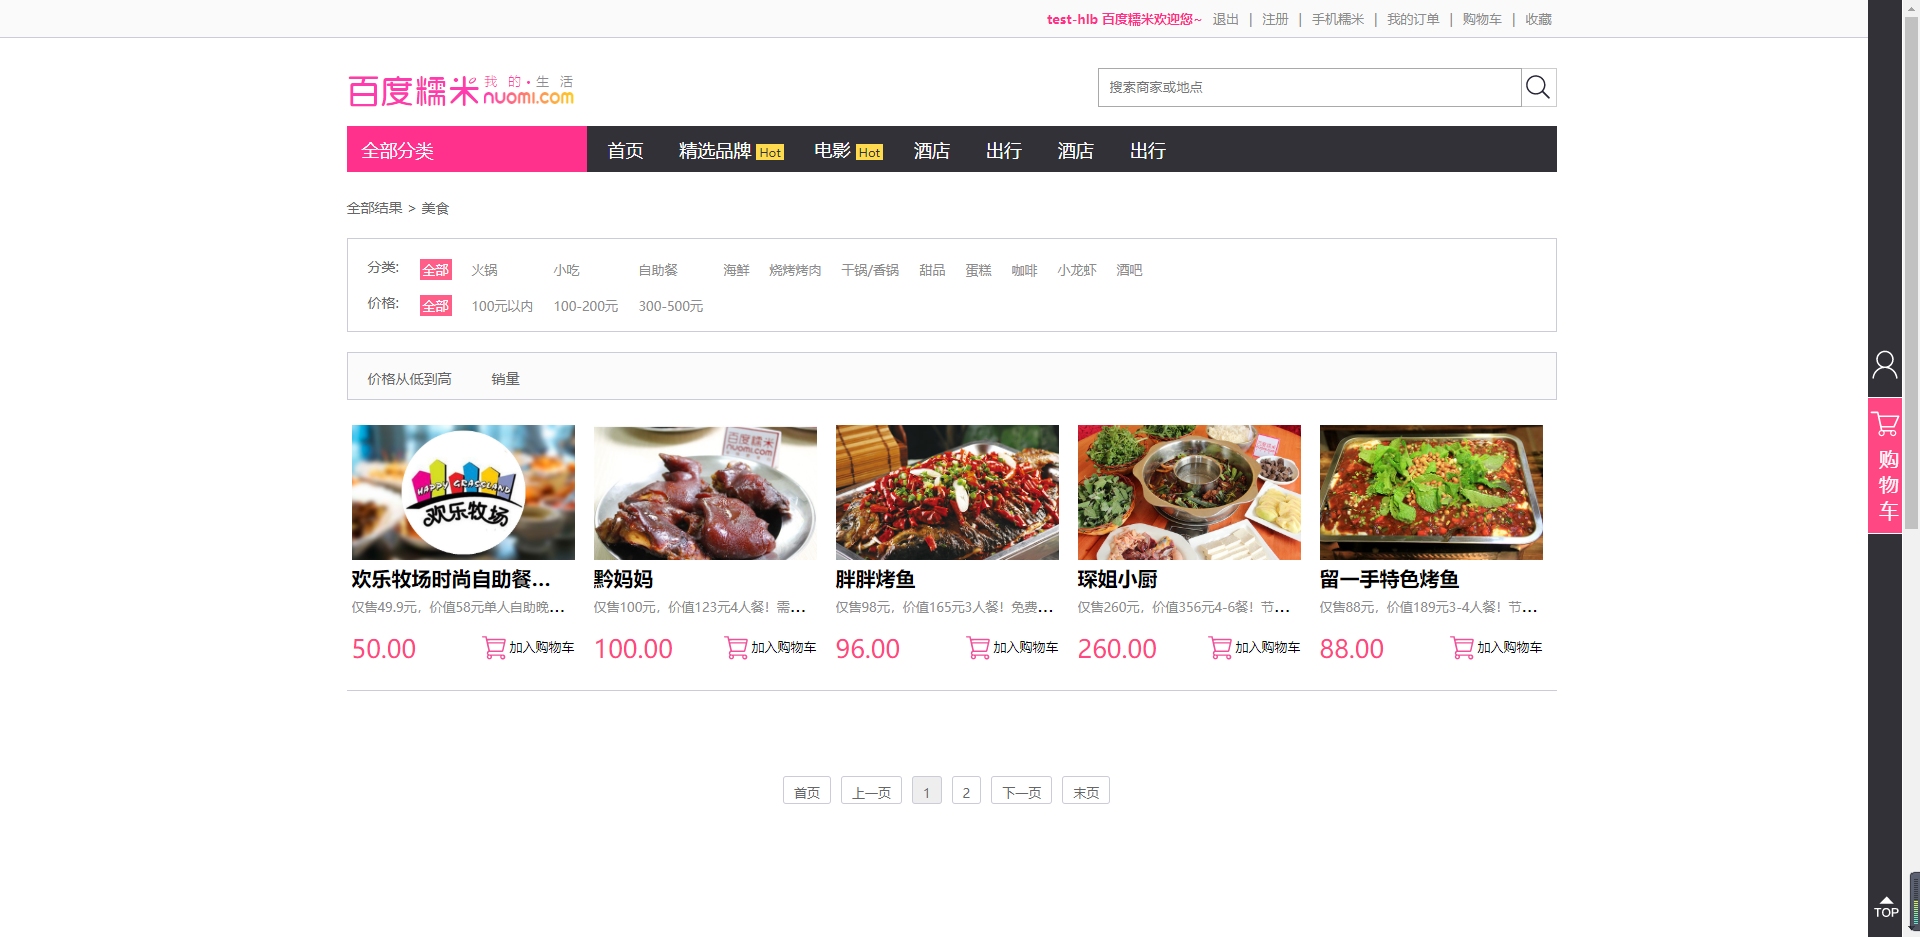 test-hlb 百度糯米欢迎您~ 退出 | 注册 | 手机糯米 | 我的订单 | 购物车 | 收藏
百度糯米 我的·生活 nuomi.com
搜索商家或地点
全部分类 首页 精选品牌 Hot 电影 Hot 酒店 出行 酒店 出行
全部结果 > 美食
分类: 全部 火锅 小吃 自助餐 海鲜 烧烤烤肉 干锅/香锅 甜品 蛋糕 咖啡 小龙虾 酒吧
价格: 全部 100元以内 100-200元 300-500元
价格从低到高 销量
HAPPY GRASSLAND
欢乐牧场
百度糯米
nuomi.com
欢乐牧场时尚自助餐...
仅售49.9元，价值58元单人自助晚...
50.00 加入购物车
黔妈妈
仅售100元，价值123元4人餐！需...
100.00 加入购物车
胖胖烤鱼
仅售98元，价值165元3人餐！免费...
96.00 加入购物车
琛姐小厨
仅售260元，价值356元4-6餐！节...
260.00 加入购物车
留一手特色烤鱼
仅售88元，价值189元3-4人餐！节...
88.00 加入购物车
首页 上一页 1 2 下一页 末页
购物车
TOP